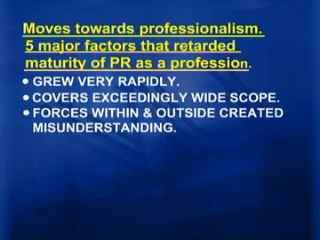 Moves towards professionalism.
5 major factors that retarded
maturity of PR as a profession.
• GREW VERY RAPIDLY.
• COVERS EXCEEDINGLY WIDE SCOPE.
• FORCES WITHIN & OUTSIDE CREATED
MISUNDERSTANDING.